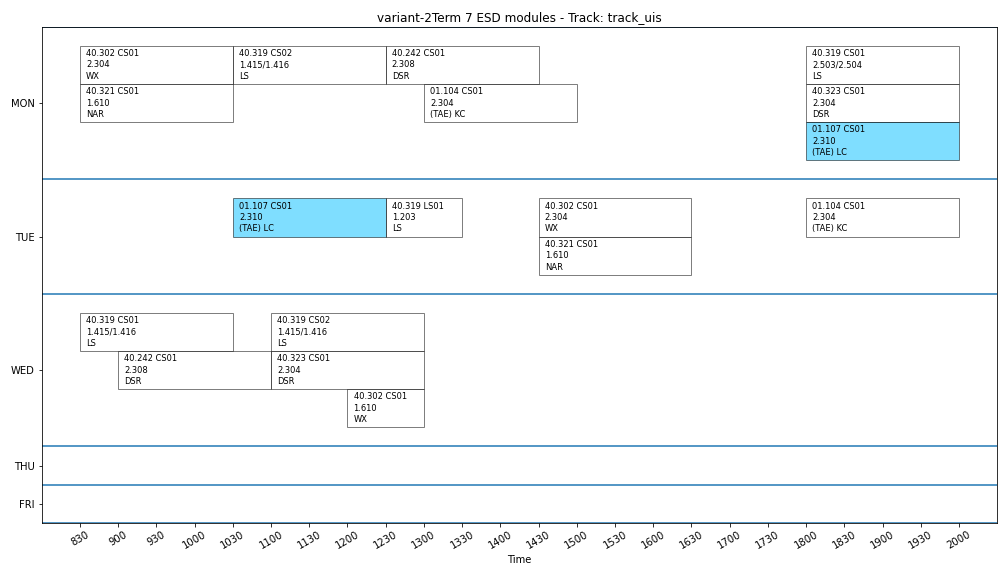 variant-2Term 7 ESD modules - Track: track_uis
MON
40.302 CS01
2.304
WX
40.319 CS02
1.415/1.416
LS
40.242 CS01
2.308
DSR
40.319 CS01
2.503/2.504
LS
40.321 CS01
1.610
NAR
01.104 CS01
2.304
(TAE) KC
40.323 CS01
2.304
DSR
01.107 CS01
2.310
(TAE) LC
TUE
01.107 CS01
2.310
(TAE) LC
40.319 LS01
1.203
LS
40.302 CS01
2.304
WX
01.104 CS01
2.304
(TAE) KC
40.321 CS01
1.610
NAR
WED
40.319 CS01
1.415/1.416
LS
40.319 CS02
1.415/1.416
LS
40.242 CS01
2.308
DSR
40.323 CS01
2.304
DSR
40.302 CS01
1.610
WX
THU
FRI
830 900 930 1000 1030 1100 1130 1200 1230 1300 1330 1400 1430 1500 1600 1630 1700 1730 1800 1830 1900 1930 2000
Time